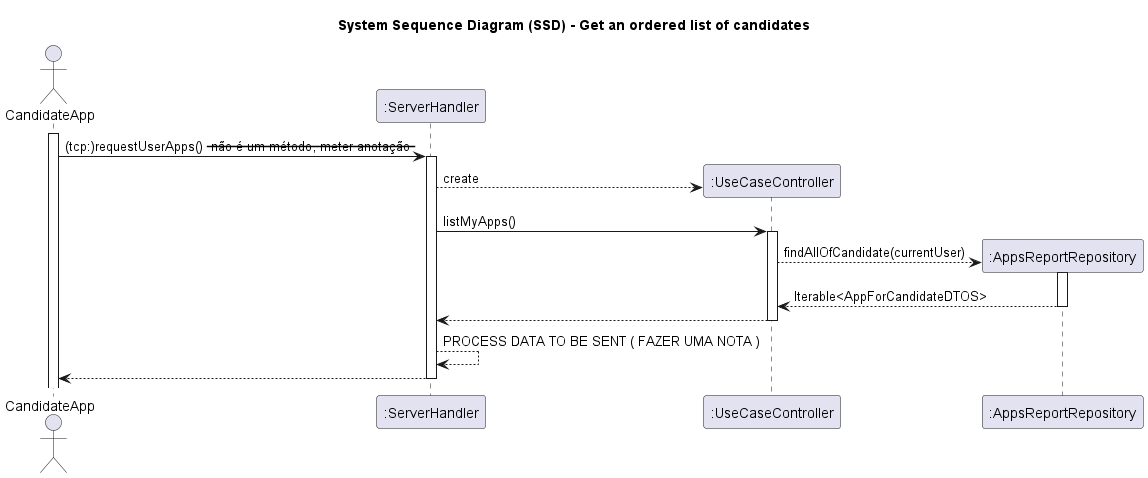 System Sequence Diagram (SSD) - Get an ordered list of candidates
CandidateApp
:ServerHandler
(tcp:)requestUserApps() não é um método, meter anotação
create
:UseCaseController
listMyApps()
findAllOfCandidate(currentUser)
:AppsReportRepository
Iterable<AppForCandidateDTOS>
PROCESS DATA TO BE SENT ( FAZER UMA NOTA )
CandidateApp
:ServerHandler
:UseCaseController
:AppsReportRepository